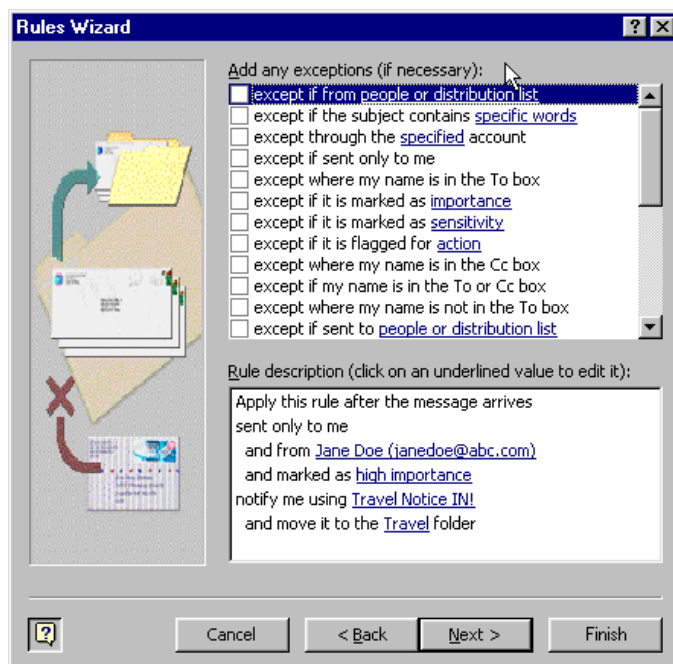 Rules Wizard
Add any exceptions (if necessary):
except if from people or distribution list
except if the subject contains specific words
except through the specified account
except if sent only to me
except where my name is in the To box
except if it is marked as importance
except if it is marked as sensitivity
except if it is flagged for action
except where my name is in the Cc box
except if my name is in the To or Cc box
except where my name is not in the To box
except if sent to people or distribution list
Rule description (click on an underlined value to edit it):
Apply this rule after the message arrives
sent only to me
and from Jane Doe (janedoe@abc.com)
and marked as high importance
notify me using Travel Notice IN!
and move it to the Travel folder
Cancel < Back Next > Finish